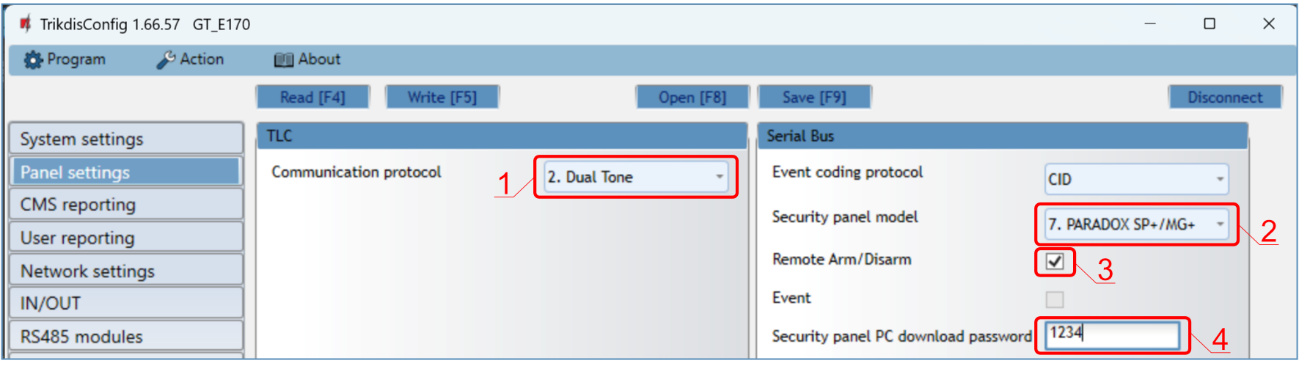 TrikdisConfig 1.66.57 GT_E170
Program Action About
Read [F4] Write [F5] Open [F8] Save [F9] Disconnect
System settings
Panel settings
CMS reporting
User reporting
Network settings
IN/OUT
RS485 modules
TLC
Communication protocol 1 2. Dual Tone
Serial Bus
Event coding protocol CID
Security panel model 7. PARADOX SP+/MG+ 2
Remote Arm/Disarm 3
Event
Security panel PC download password 1234 4